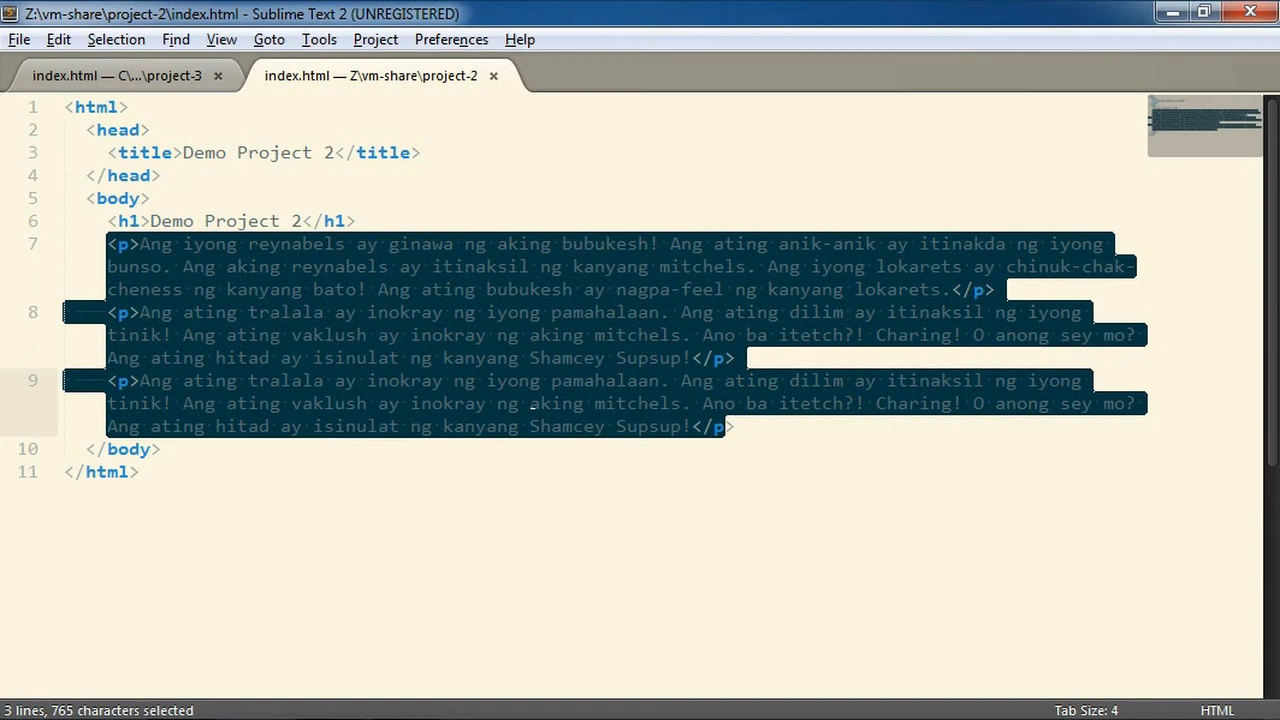 Z:\vm-share\project-2\index.html - Sublime Text 2 (UNREGISTERED)
File Edit Selection Find View Goto Tools Project Preferences Help
index.html — C\...\project-3 × index.html — Z\vm-share\project-2 ×
1 <html>
2 <head>
3 <title>Demo Project 2</title>
4 </head>
5 <body>
6 <h1>Demo Project 2</h1>
7 <p>Ang iyong reynabels ay ginawa ng aking bubukesh! Ang ating anik-anik ay itinakda ng iyong
bunso. Ang aking reynabels ay itinaksil ng kanyang mitchels. Ang iyong lokarets ay chinuk-chak-
cheness ng kanyang bato! Ang ating bubukesh ay nagpa-feel ng kanyang lokarets.</p>
8 <p>Ang ating tralala ay inokray ng iyong pamahalaan. Ang ating dilim ay itinaksil ng iyong
tinik! Ang ating vaklush ay inokray ng aking mitchels. Ano ba itetch?! Charing! O anong sey mo?
Ang ating hitad ay isinulat ng kanyang Shamcey Supsup!</p>
9 <p>Ang ating tralala ay inokray ng iyong pamahalaan. Ang ating dilim ay itinaksil ng iyong
tinik! Ang ating vaklush ay inokray ng aking mitchels. Ano ba itetch?! Charing! O anong sey mo?
Ang ating hitad ay isinulat ng kanyang Shamcey Supsup!</p>
10 </body>
11 </html>
3 lines, 765 characters selected Tab Size: 4 HTML